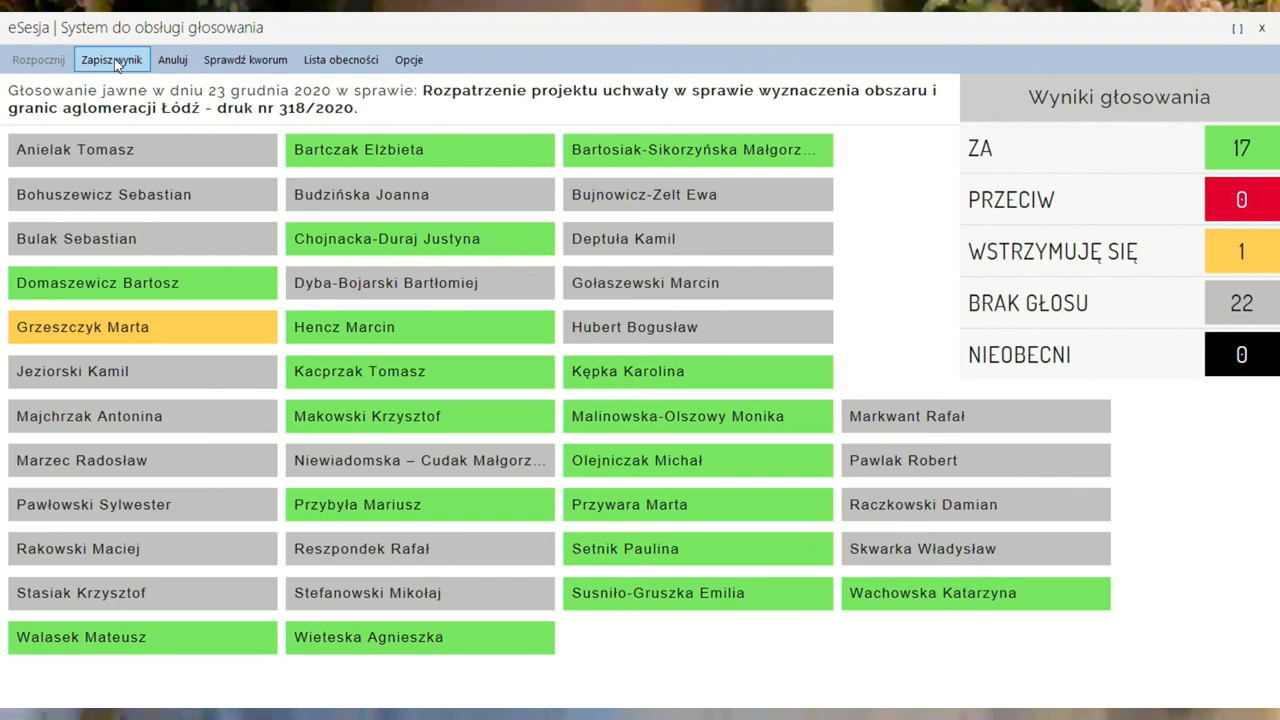 eSesja | System do obsługi głosowania
[ ] X
Rozpocznij Zapisz wynik Anuluj Sprawdź kworum Lista obecności Opcje
Głosowanie jawne w dniu 23 grudnia 2020 w sprawie: Rozpatrzenie projektu uchwały w sprawie wyznaczenia obszaru i
granic aglomeracji Łódź - druk nr 318/2020.
Wyniki głosowania
ZA 17
PRZECIW 0
WSTRZYMUJĘ SIĘ 1
BRAK GŁOSU 22
NIEOBECNI 0
Anielak Tomasz Bartczak Elżbieta Bartosiak-Sikorzyńska Małgorz...
Bohuszewicz Sebastian Budzińska Joanna Bujnowicz-Zelt Ewa
Bulak Sebastian Chojnacka-Duraj Justyna Deptuła Kamil
Domaszewicz Bartosz Dyba-Bojarski Bartłomiej Gołaszewski Marcin
Grzeszczyk Marta Hencz Marcin Hubert Bogusław
Jeziorski Kamil Kacprzak Tomasz Kępka Karolina
Majchrzak Antonina Makowski Krzysztof Malinowska-Olszowy Monika Markwant Rafał
Marzec Radosław Niewiadomska – Cudak Małgorz... Olejniczak Michał Pawlak Robert
Pawłowski Sylwester Przybyła Mariusz Przywara Marta Raczkowski Damian
Rakowski Maciej Reszpondek Rafał Setnik Paulina Skwarka Władysław
Stasiak Krzysztof Stefanowski Mikołaj Susniło-Gruszka Emilia Wachowska Katarzyna
Walasek Mateusz Wieteska Agnieszka